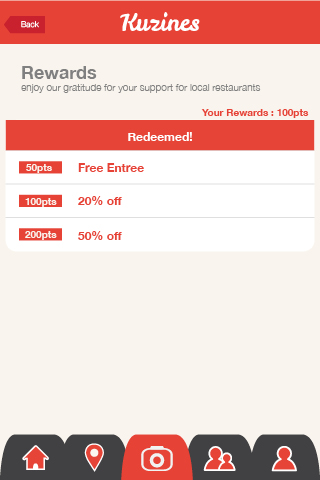 Back
Kuzines
Rewards
enjoy our gratitude for your support for local restaurants
Your Rewards : 100pts
Redeemed!
50pts Free Entree
100pts 20% off
200pts 50% off